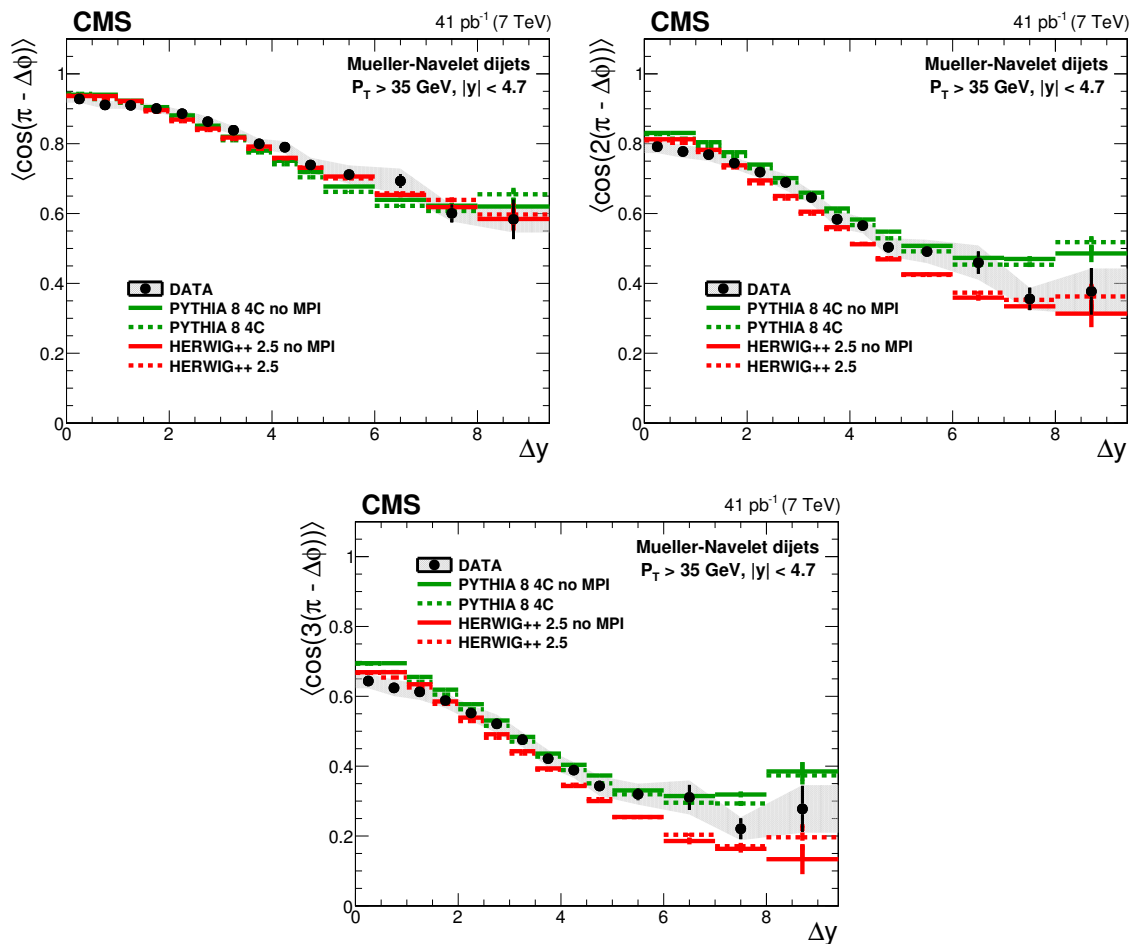 CMS
41 pb⁻¹ (7 TeV)
⟨cos(π - Δϕ)⟩
Mueller-Navelet dijets
P_T > 35 GeV, |y| < 4.7
1
0.8
0.6
0.4
0.2
0
DATA
PYTHIA 8 4C no MPI
PYTHIA 8 4C
HERWIG++ 2.5 no MPI
HERWIG++ 2.5
0 2 4 6 8
Δy
CMS
41 pb⁻¹ (7 TeV)
⟨cos(2(π - Δϕ))⟩
Mueller-Navelet dijets
P_T > 35 GeV, |y| < 4.7
1
0.8
0.6
0.4
0.2
0
DATA
PYTHIA 8 4C no MPI
PYTHIA 8 4C
HERWIG++ 2.5 no MPI
HERWIG++ 2.5
0 2 4 6 8
Δy
CMS
41 pb⁻¹ (7 TeV)
⟨cos(3(π - Δϕ))⟩
Mueller-Navelet dijets
P_T > 35 GeV, |y| < 4.7
DATA
PYTHIA 8 4C no MPI
PYTHIA 8 4C
HERWIG++ 2.5 no MPI
HERWIG++ 2.5
1
0.8
0.6
0.4
0.2
0
0 2 4 6 8
Δy